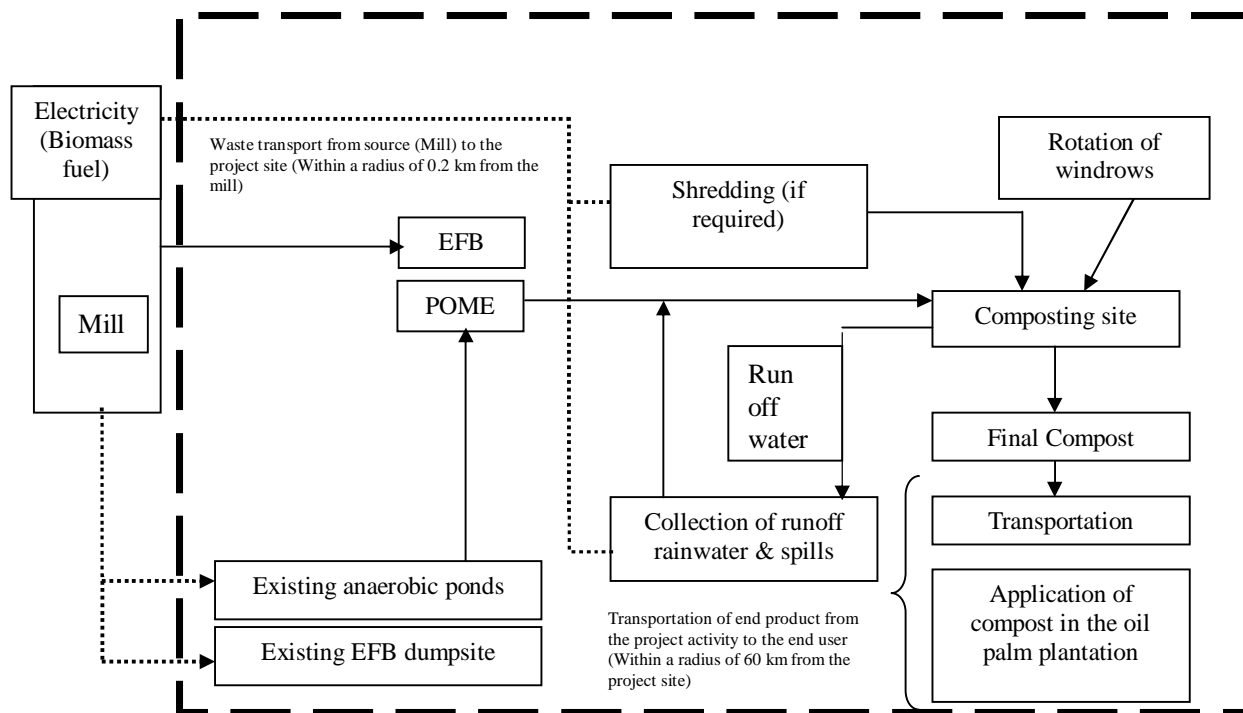 Electricity
(Biomass
fuel)
Mill
Waste transport from source (Mill) to the
project site (Within a radius of 0.2 km from the
mill)
EFB
POME
Shredding (if
required)
Rotation of
windrows
Composting site
Run
off
water
Final Compost
Collection of runoff
rainwater & spills
Transportation
Existing anaerobic ponds
Existing EFB dumpsite
Transportation of end product from
the project activity to the end user
(Within a radius of 60 km from the
project site)
Application of
compost in the oil
palm plantation